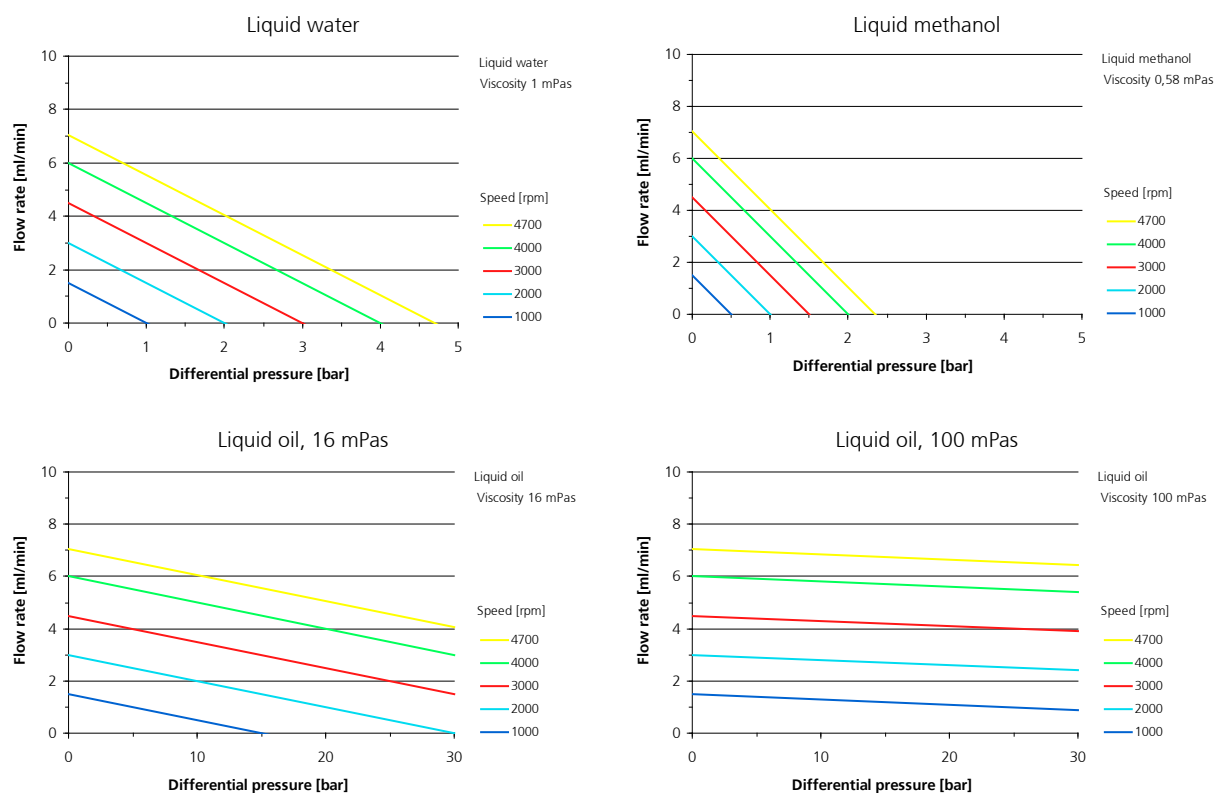 Liquid water
10
8
6
4
2
0
0 1 2 3 4 5
Flow rate [ml/min]
Differential pressure [bar]
Liquid water
Viscosity 1 mPas
Speed [rpm]
4700
4000
3000
2000
1000
Liquid methanol
10
8
6
4
2
0
0 1 2 3 4 5
Flow rate [ml/min]
Differential pressure [bar]
Liquid methanol
Viscosity 0,58 mPas
Speed [rpm]
4700
4000
3000
2000
1000
Liquid oil, 16 mPas
10
8
6
4
2
0
0 10 20 30
Flow rate [ml/min]
Differential pressure [bar]
Liquid oil
Viscosity 16 mPas
Speed [rpm]
4700
4000
3000
2000
1000
Liquid oil, 100 mPas
10
8
6
4
2
0
0 10 20 30
Flow rate [ml/min]
Differential pressure [bar]
Liquid oil
Viscosity 100 mPas
Speed [rpm]
4700
4000
3000
2000
1000